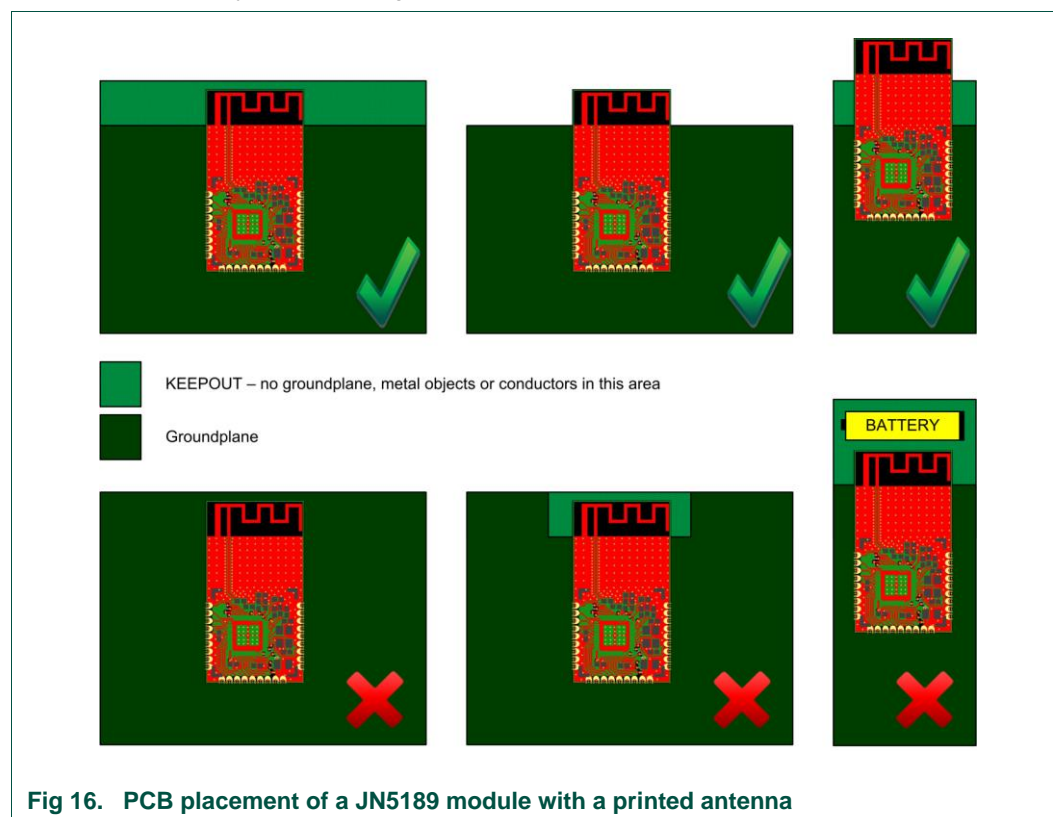 KEEPOUT – no groundplane, metal objects or conductors in this area
Groundplane
BATTERY
Fig 16. PCB placement of a JN5189 module with a printed antenna